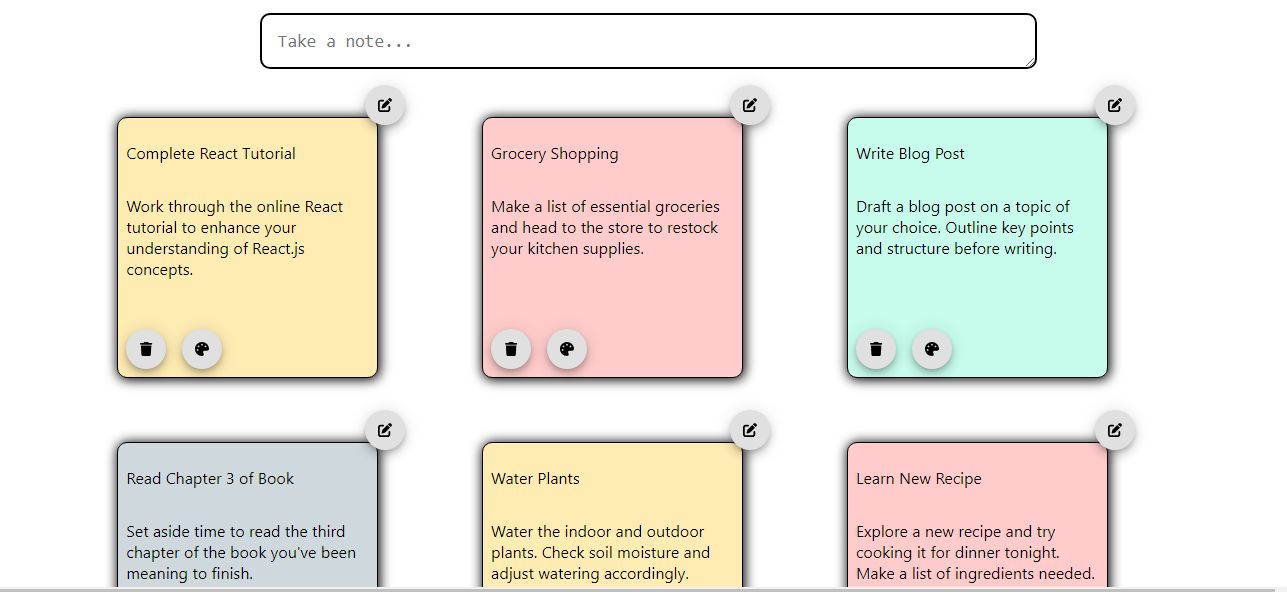 Take a note...
Complete React Tutorial
Work through the online React
tutorial to enhance your
understanding of React.js
concepts.
Grocery Shopping
Make a list of essential groceries
and head to the store to restock
your kitchen supplies.
Write Blog Post
Draft a blog post on a topic of
your choice. Outline key points
and structure before writing.
Read Chapter 3 of Book
Set aside time to read the third
chapter of the book you've been
meaning to finish.
Water Plants
Water the indoor and outdoor
plants. Check soil moisture and
adjust watering accordingly.
Learn New Recipe
Explore a new recipe and try
cooking it for dinner tonight.
Make a list of ingredients needed.